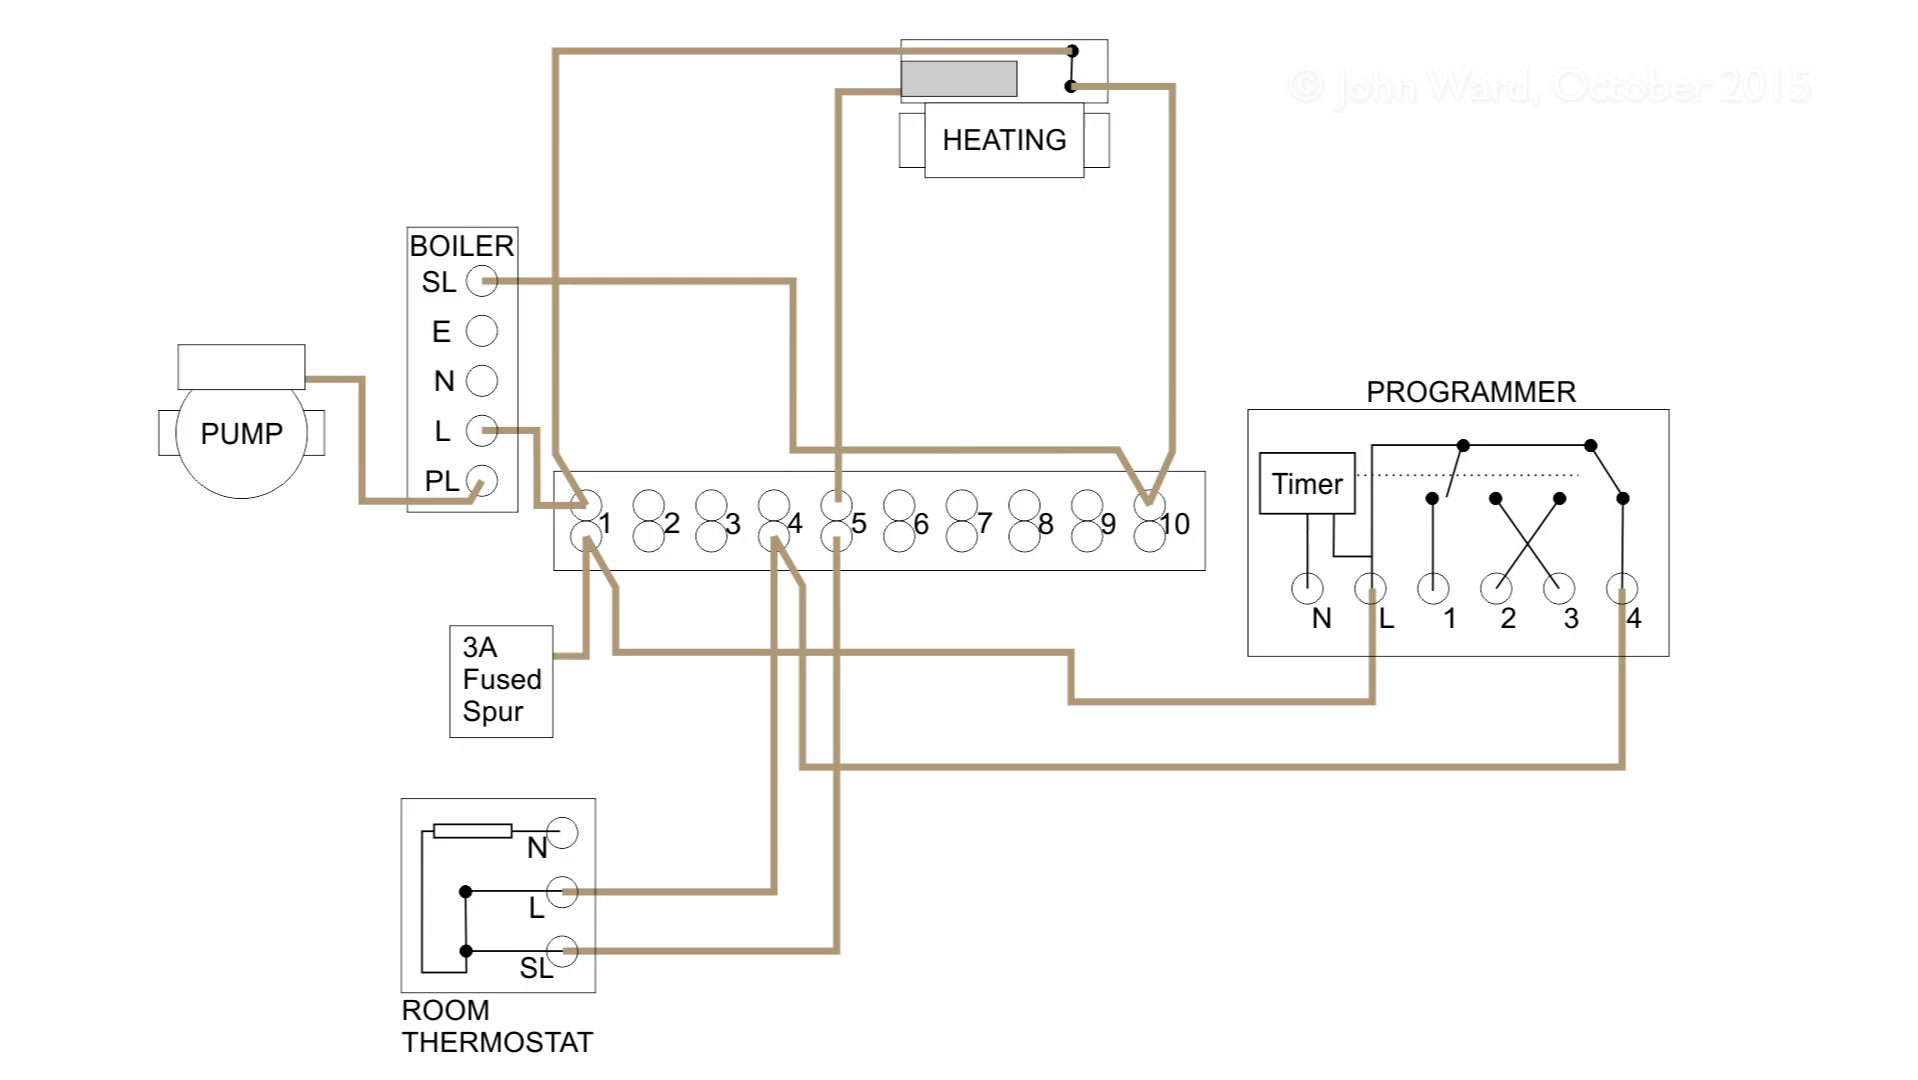 © John Ward, October 2015
HEATING
BOILER
SL
E
N
L
PL
PUMP
PROGRAMMER
Timer
N L 1 2 3 4
1 2 3 4 5 6 7 8 9 10
3A
Fused
Spur
N
L
SL
ROOM
THERMOSTAT